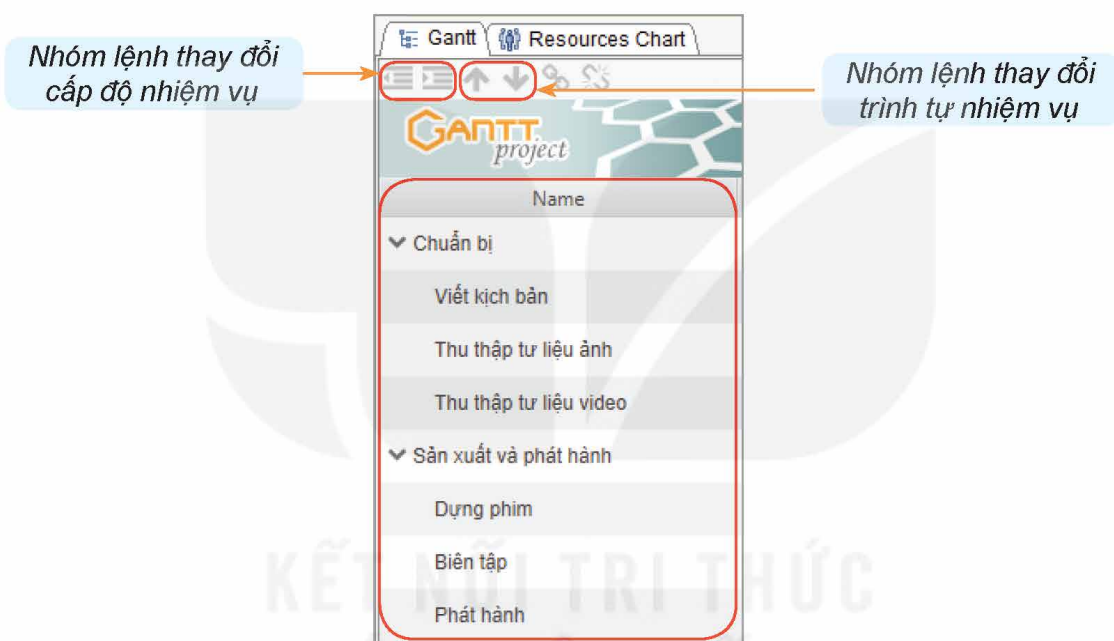 Gantt Resources Chart
Nhóm lệnh thay đổi
cấp độ nhiệm vụ
Nhóm lệnh thay đổi
trình tự nhiệm vụ
GANTT
project
Name
Chuẩn bị
Viết kịch bản
Thu thập tư liệu ảnh
Thu thập tư liệu video
Sản xuất và phát hành
Dựng phim
Biên tập
Phát hành
KẾT NỐI TRI THỨC